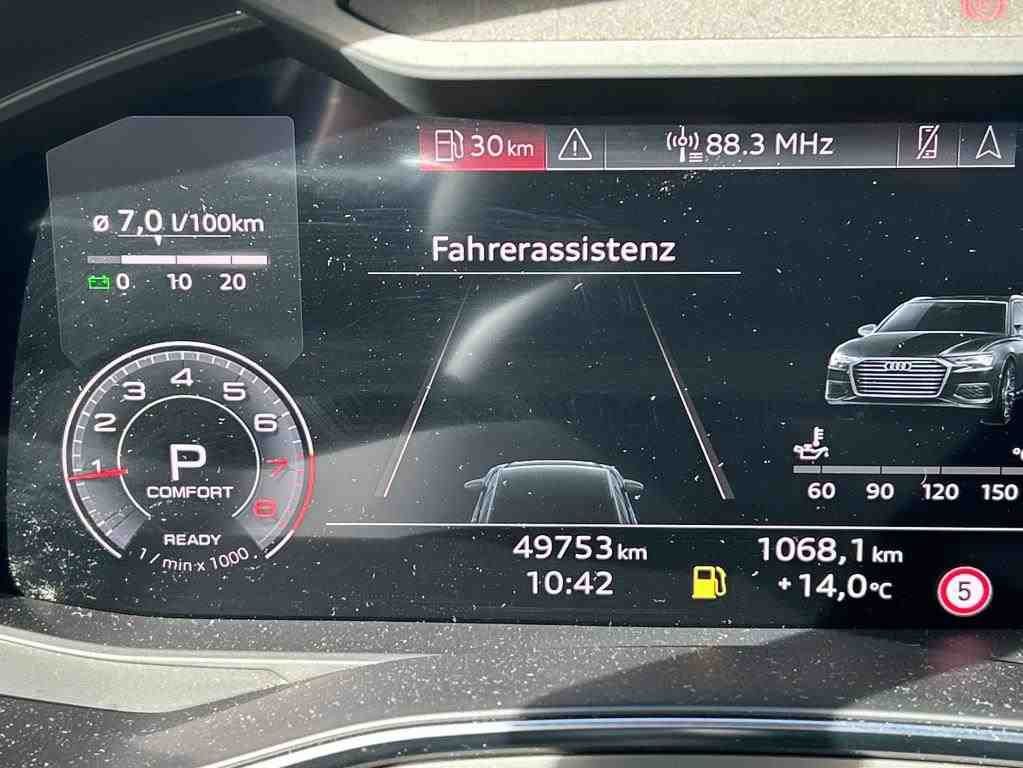 30 km
88.3 MHz
ø 7,0 l/100km
0 10 20
Fahrerassistenz
1 2 3 4 5 6 7 8
P
COMFORT
READY
1 / min x 1000
60 90 120 150
49753 km
1068,1 km
10:42
+14,0 °C
5